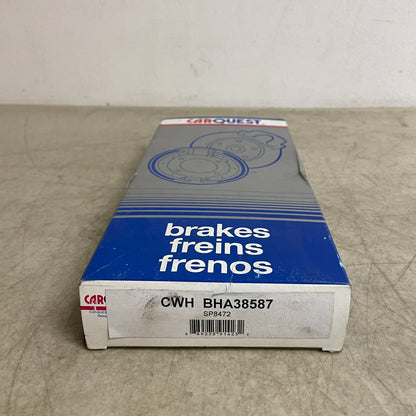 CARQUEST
brakes
freins
frenos
CWH BHA38587
SP8472